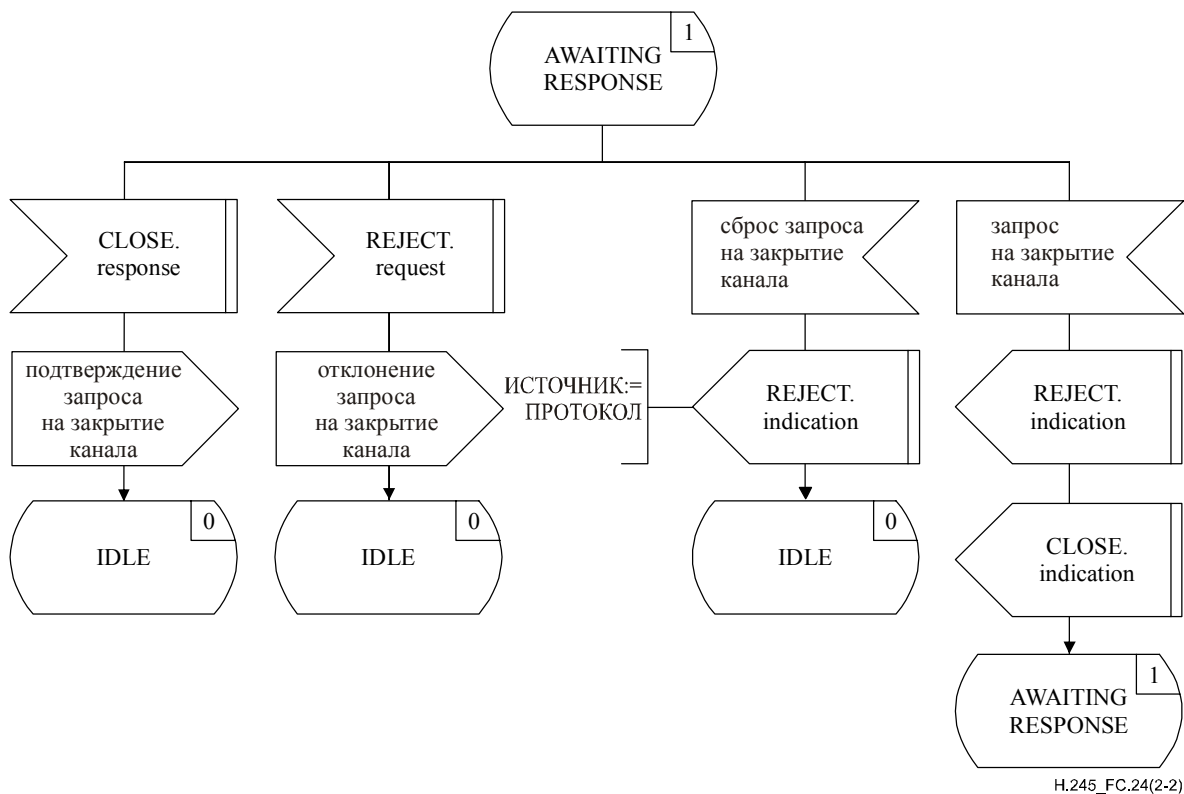 1
AWAITING
RESPONSE
CLOSE.
response
REJECT.
request
сброс запроса
на закрытие
канала
запрос
на закрытие
канала
подтверждение
запроса
на закрытие
канала
отклонение
запроса
на закрытие
канала
ИСТОЧНИК:=
ПРОТОКОЛ
REJECT.
indication
REJECT.
indication
0
IDLE
0
IDLE
0
IDLE
CLOSE.
indication
1
AWAITING
RESPONSE
H.245_FC.24(2-2)